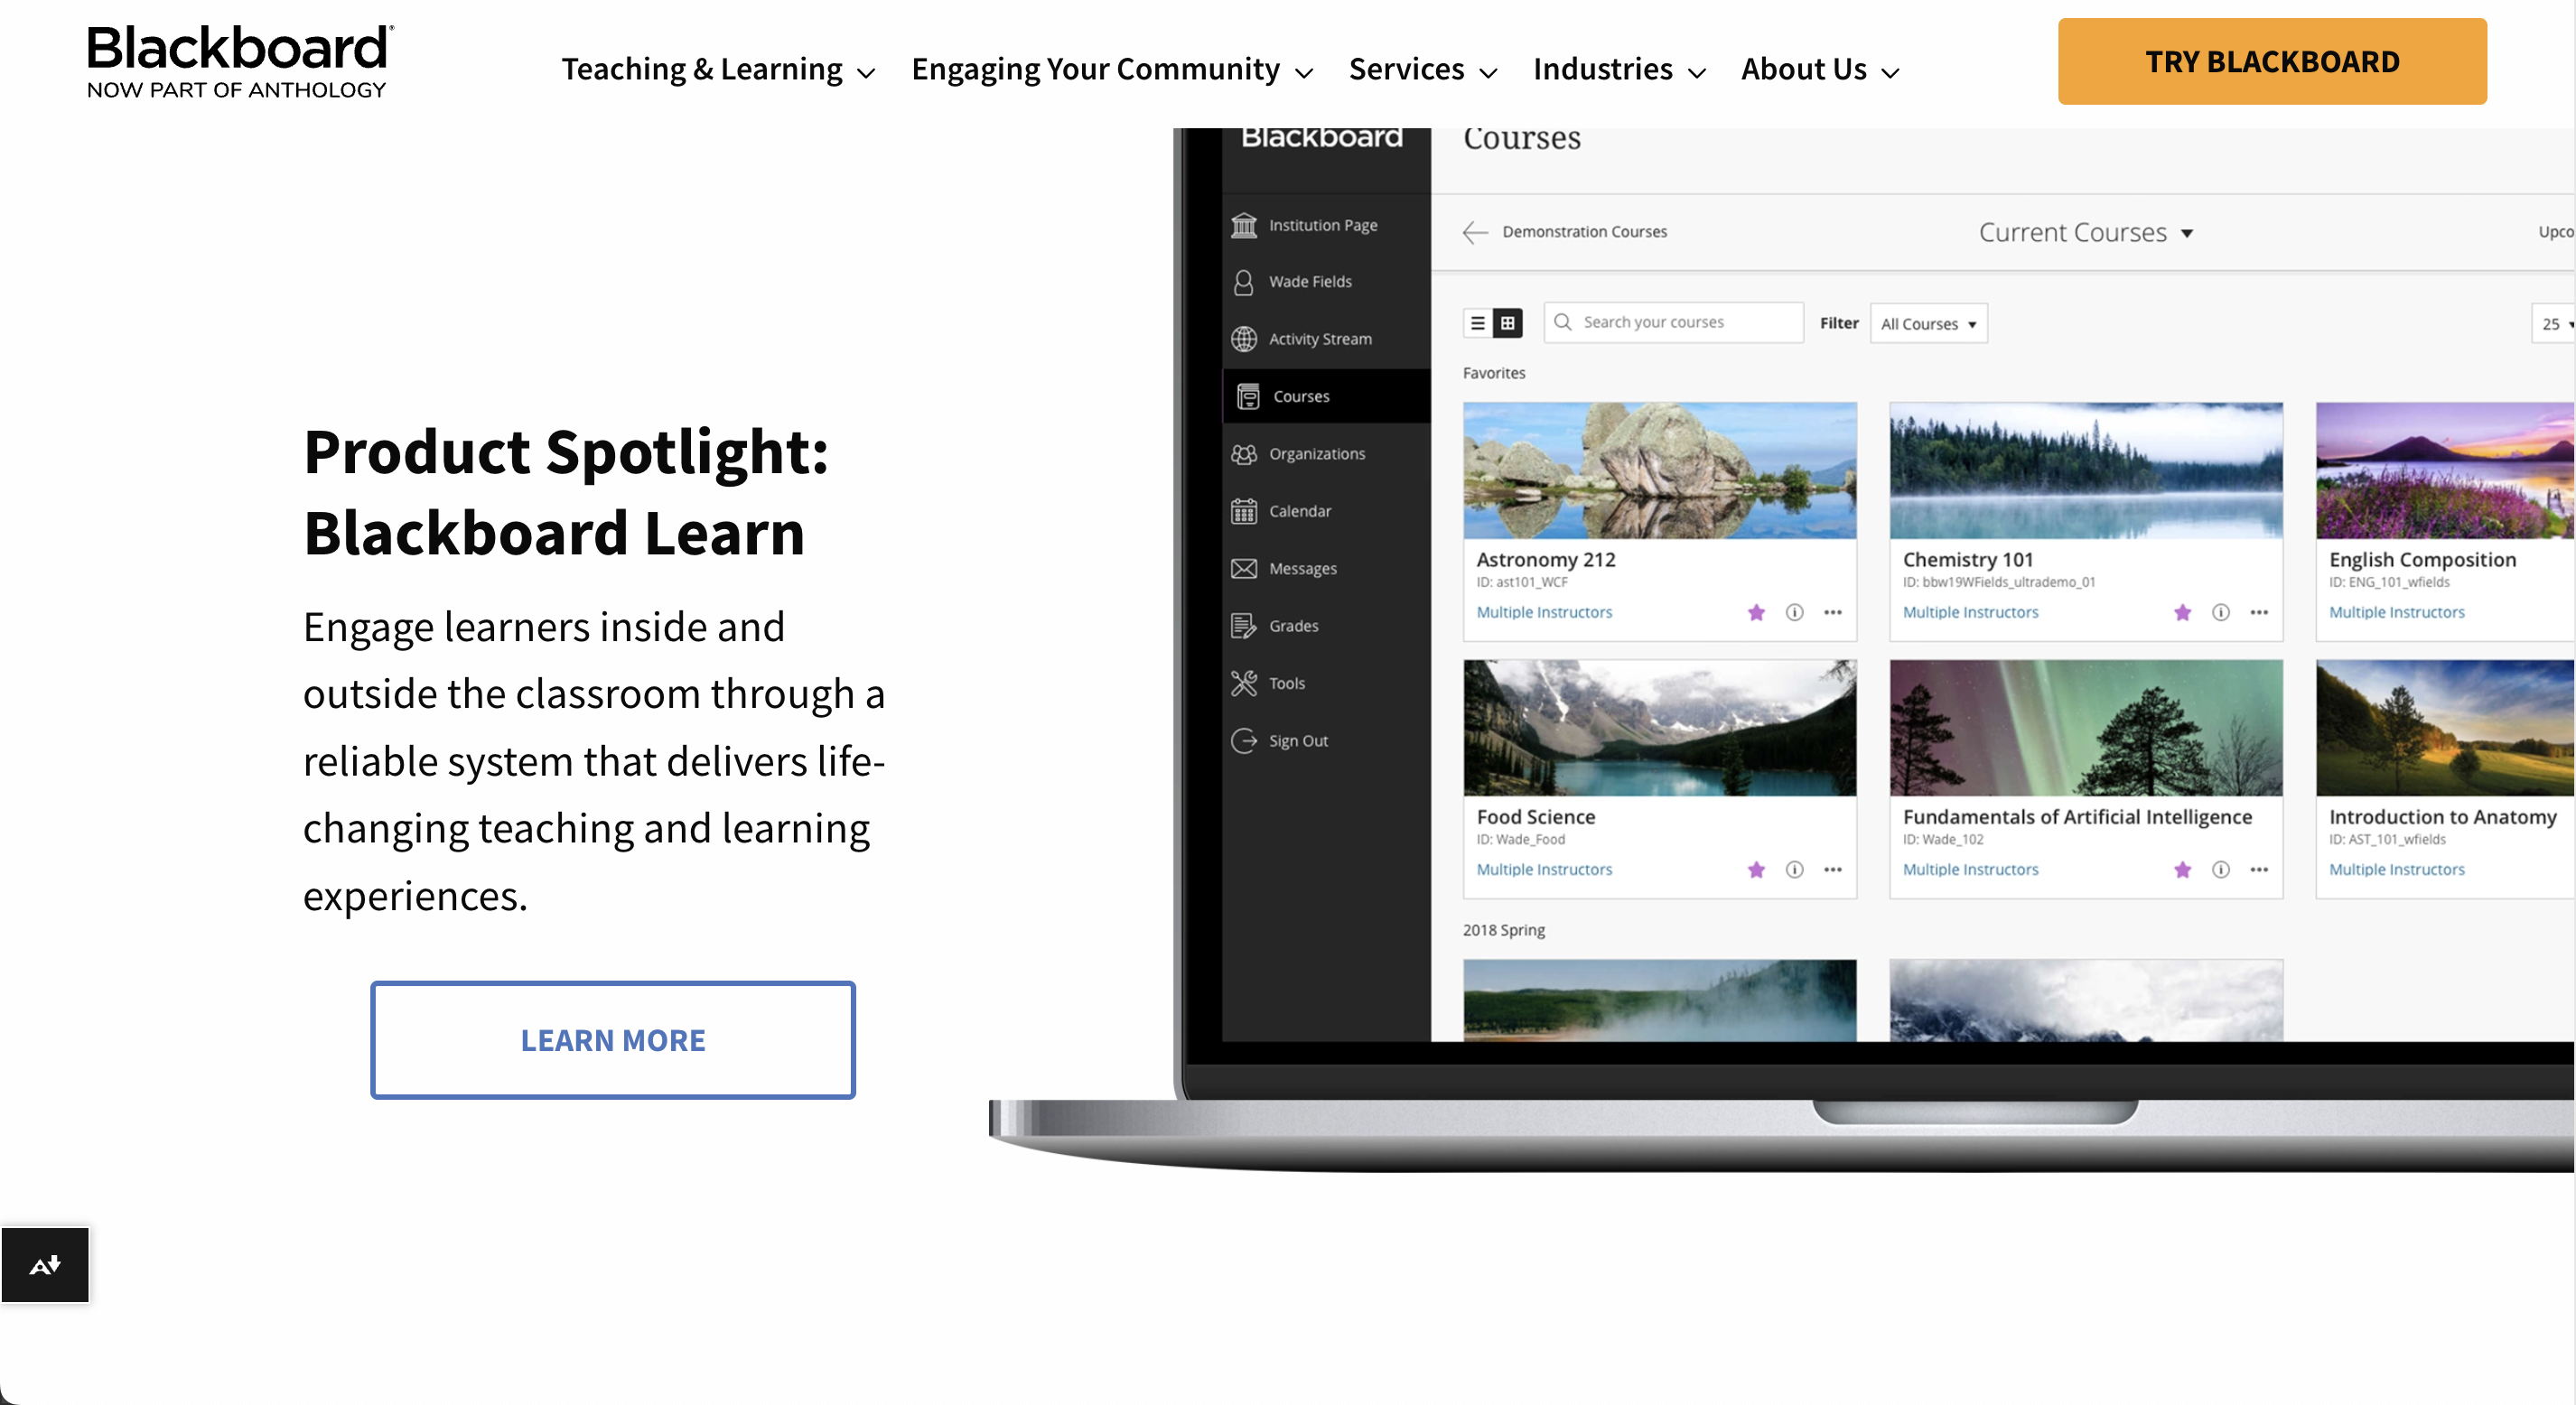 Blackboard
NOW PART OF ANTHOLOGY
Teaching & Learning
Engaging Your Community
Services
Industries
About Us
TRY BLACKBOARD
Product Spotlight:
Blackboard Learn
Engage learners inside and
outside the classroom through a
reliable system that delivers life-
changing teaching and learning
experiences.
LEARN MORE
Blackboard
Institution Page
Wade Fields
Activity Stream
Courses
Organizations
Calendar
Messages
Grades
Tools
Sign Out
Courses
Demonstration Courses
Current Courses
Upco
Search your courses
Filter
All Courses
25
Favorites
Astronomy 212
ID: ast101_WCF
Multiple Instructors
Chemistry 101
ID: bbw19WFields_ultrademo_01
Multiple Instructors
English Composition
ID: ENG_101_wfields
Multiple Instructors
Food Science
ID: Wade_Food
Multiple Instructors
Fundamentals of Artificial Intelligence
ID: Wade_102
Multiple Instructors
Introduction to Anatomy
ID: AST_101_wfields
Multiple Instructors
2018 Spring